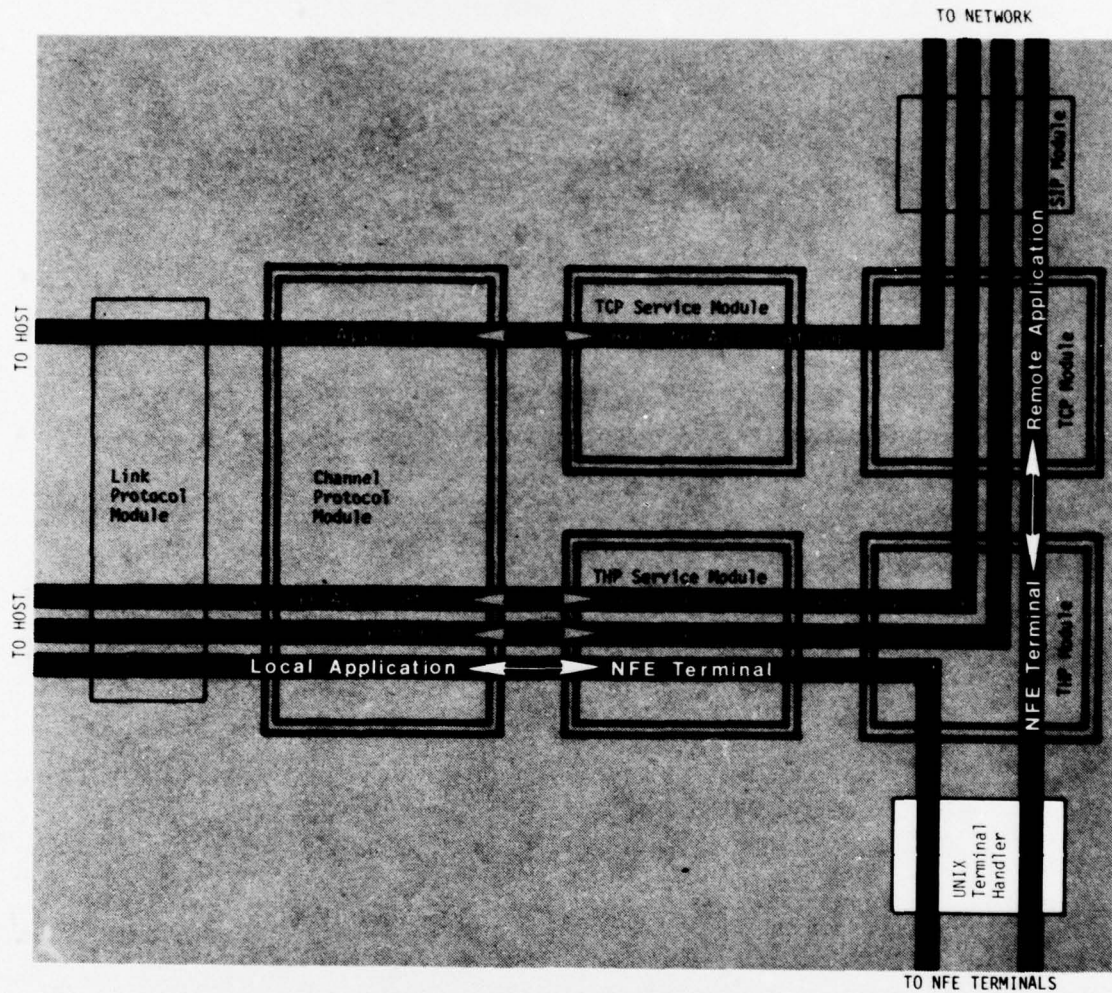 TO NETWORK
SIP Module
Remote Application
TCP Module
TO HOST
TCP Service Module
Link
Protocol
Module
Channel
Protocol
Module
THP Service Module
TO HOST
Local Application
NFE Terminal
NFE Terminal
THP Module
UNIX
Terminal
Handler
TO NFE TERMINALS